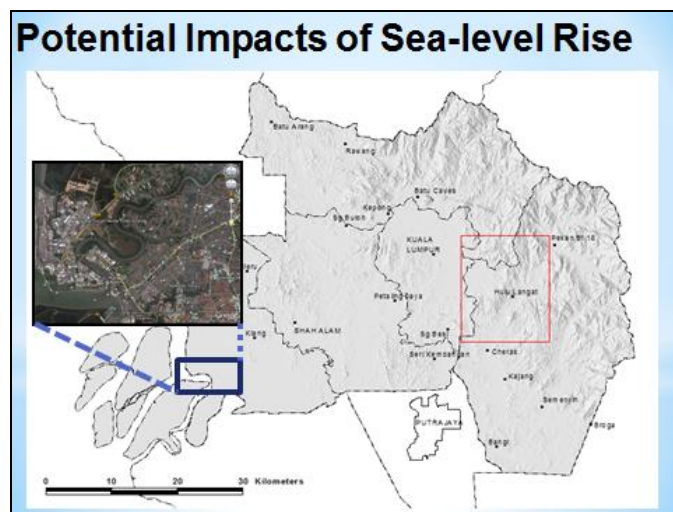 Potential Impacts of Sea-level Rise
Batu Arang
Rawang
Batu Caves
Kepong
Sg Buloh
KUALA
LUMPUR
Hulu Langat
Petaling Jaya
SHAH ALAM
Klang
Sg Besi
Seri Kembangan
Cheras
Kajang
Semenyih
Broga
PUTRAJAYA
Bangi
0 10 20 30 Kilometers